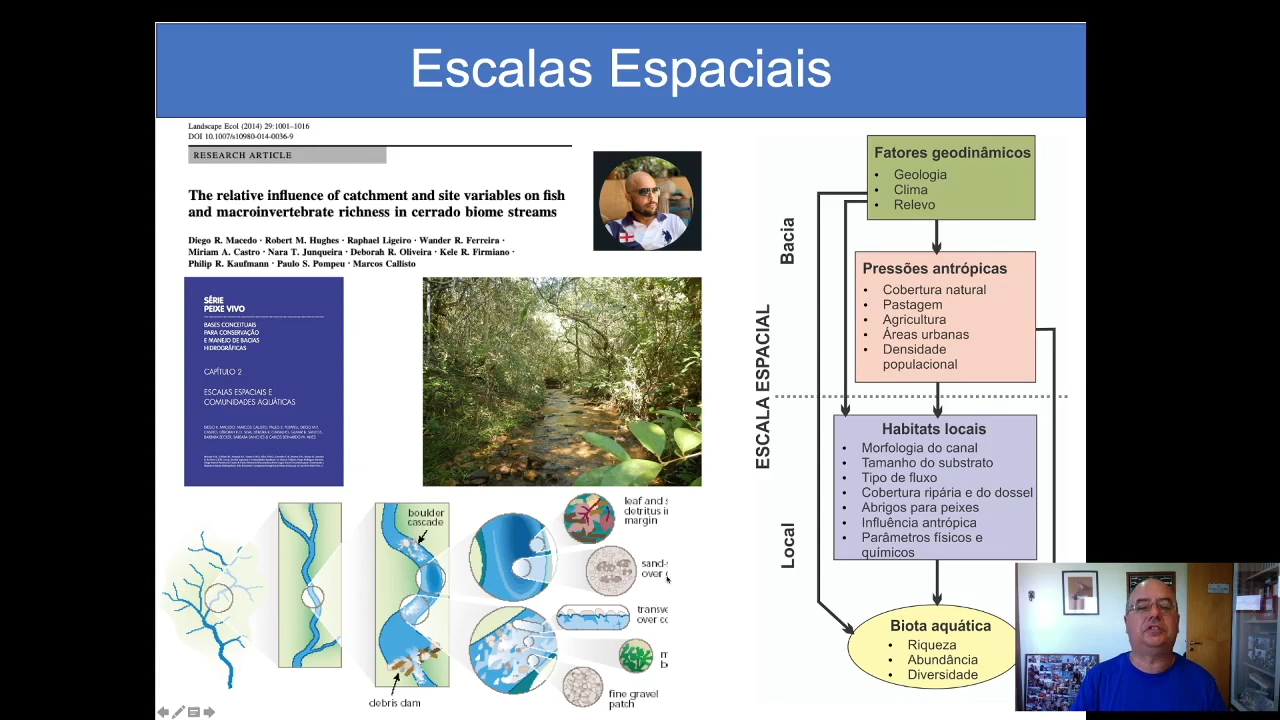 Escalas Espaciais
Landscape Ecol (2014) 29:1001–1016
DOI 10.1007/s10980-014-0036-9
RESEARCH ARTICLE
The relative influence of catchment and site variables on fish
and macroinvertebrate richness in cerrado biome streams
Diego R. Macedo · Robert M. Hughes · Raphael Ligeiro · Wander R. Ferreira ·
Miriam A. Castro · Nara T. Junqueira · Deborah R. Oliveira · Kele R. Firmiano ·
Philip R. Kaufmann · Paulo S. Pompeu · Marcos Callisto
SÉRIE
PEIXE VIVO
BASES CONCEITUAIS
PARA CONSERVAÇÃO
E MANEJO DE BACIAS
HIDROGRÁFICAS
CAPÍTULO 2
ESCALAS ESPACIAIS E
COMUNIDADES AQUÁTICAS
boulder
cascade
debris dam
leaf and s
detritus in
margin
sand-s
over
transve
over co
m
b
fine gravel
patch
ESCALA ESPACIAL
Bacia
Local
Fatores geodinâmicos
• Geologia
• Clima
• Relevo
Pressões antrópicas
• Cobertura natural
• Pastagem
• Agricultura
• Áreas urbanas
• Densidade
populacional
Habitats locais
• Morfologia do canal
• Tamanho do substrato
• Tipo de fluxo
• Cobertura ripária e do dossel
• Abrigos para peixes
• Influência antrópica
• Parâmetros físicos e
químicos
Biota aquática
• Riqueza
• Abundância
• Diversidade